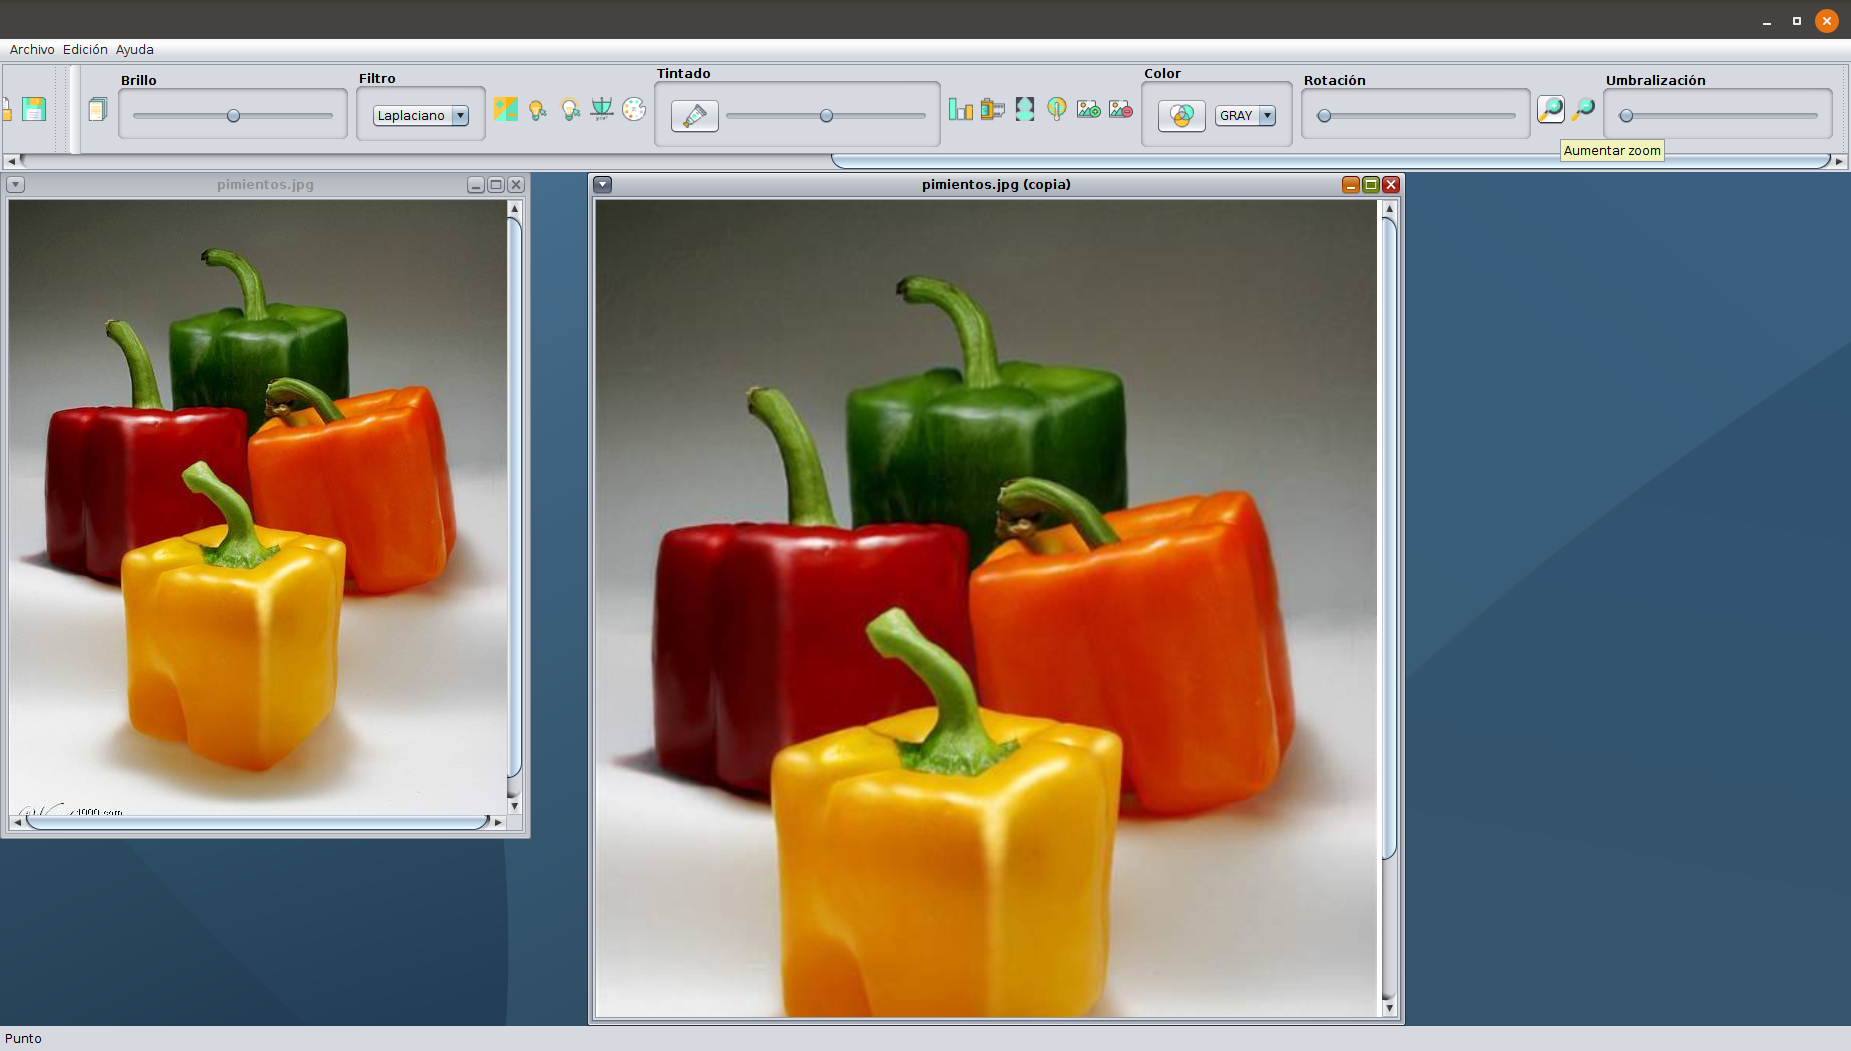 Archivo Edición Ayuda
Brillo
Filtro
Tintado
Color
Rotación
Umbralización
Laplaciano
GRAY
Aumentar zoom
pimientos.jpg
pimientos.jpg (copia)
Punto